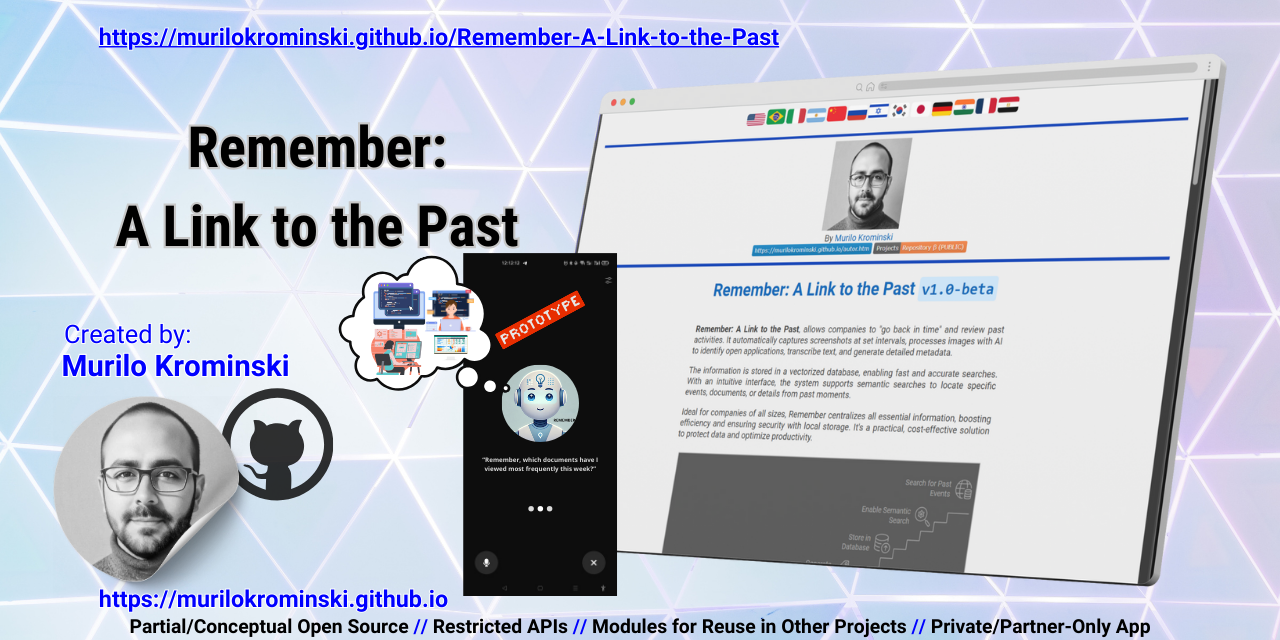 https://murilokrominski.github.io/Remember-A-Link-to-the-Past
Remember:
A Link to the Past
Created by:
Murilo Krominski
https://murilokrominski.github.io
Partial/Conceptual Open Source // Restricted APIs // Modules for Reuse in Other Projects // Private/Partner-Only App
12:12:12
PROTOTYPE
REMEMBER
"Remember, which documents have I
viewed most frequently this week?"
By Murilo Krominski
https://murilokrominski.github.io/autor.htm
Projects Repository β (PUBLIC)
Remember: A Link to the Past v1.0-beta
Remember: A Link to the Past, allows companies to "go back in time" and review past
activities. It automatically captures screenshots at set intervals, processes images with AI
to identify open applications, transcribe text, and generate detailed metadata.
The information is stored in a vectorized database, enabling fast and accurate searches.
With an intuitive interface, the system supports semantic searches to locate specific
events, documents, or details from past moments.
Ideal for companies of all sizes, Remember centralizes all essential information, boosting
efficiency and ensuring security with local storage. It's a practical, cost-effective solution
to protect data and optimize productivity.
Search for Past
Events
Enable Semantic
Search
Store in
Database